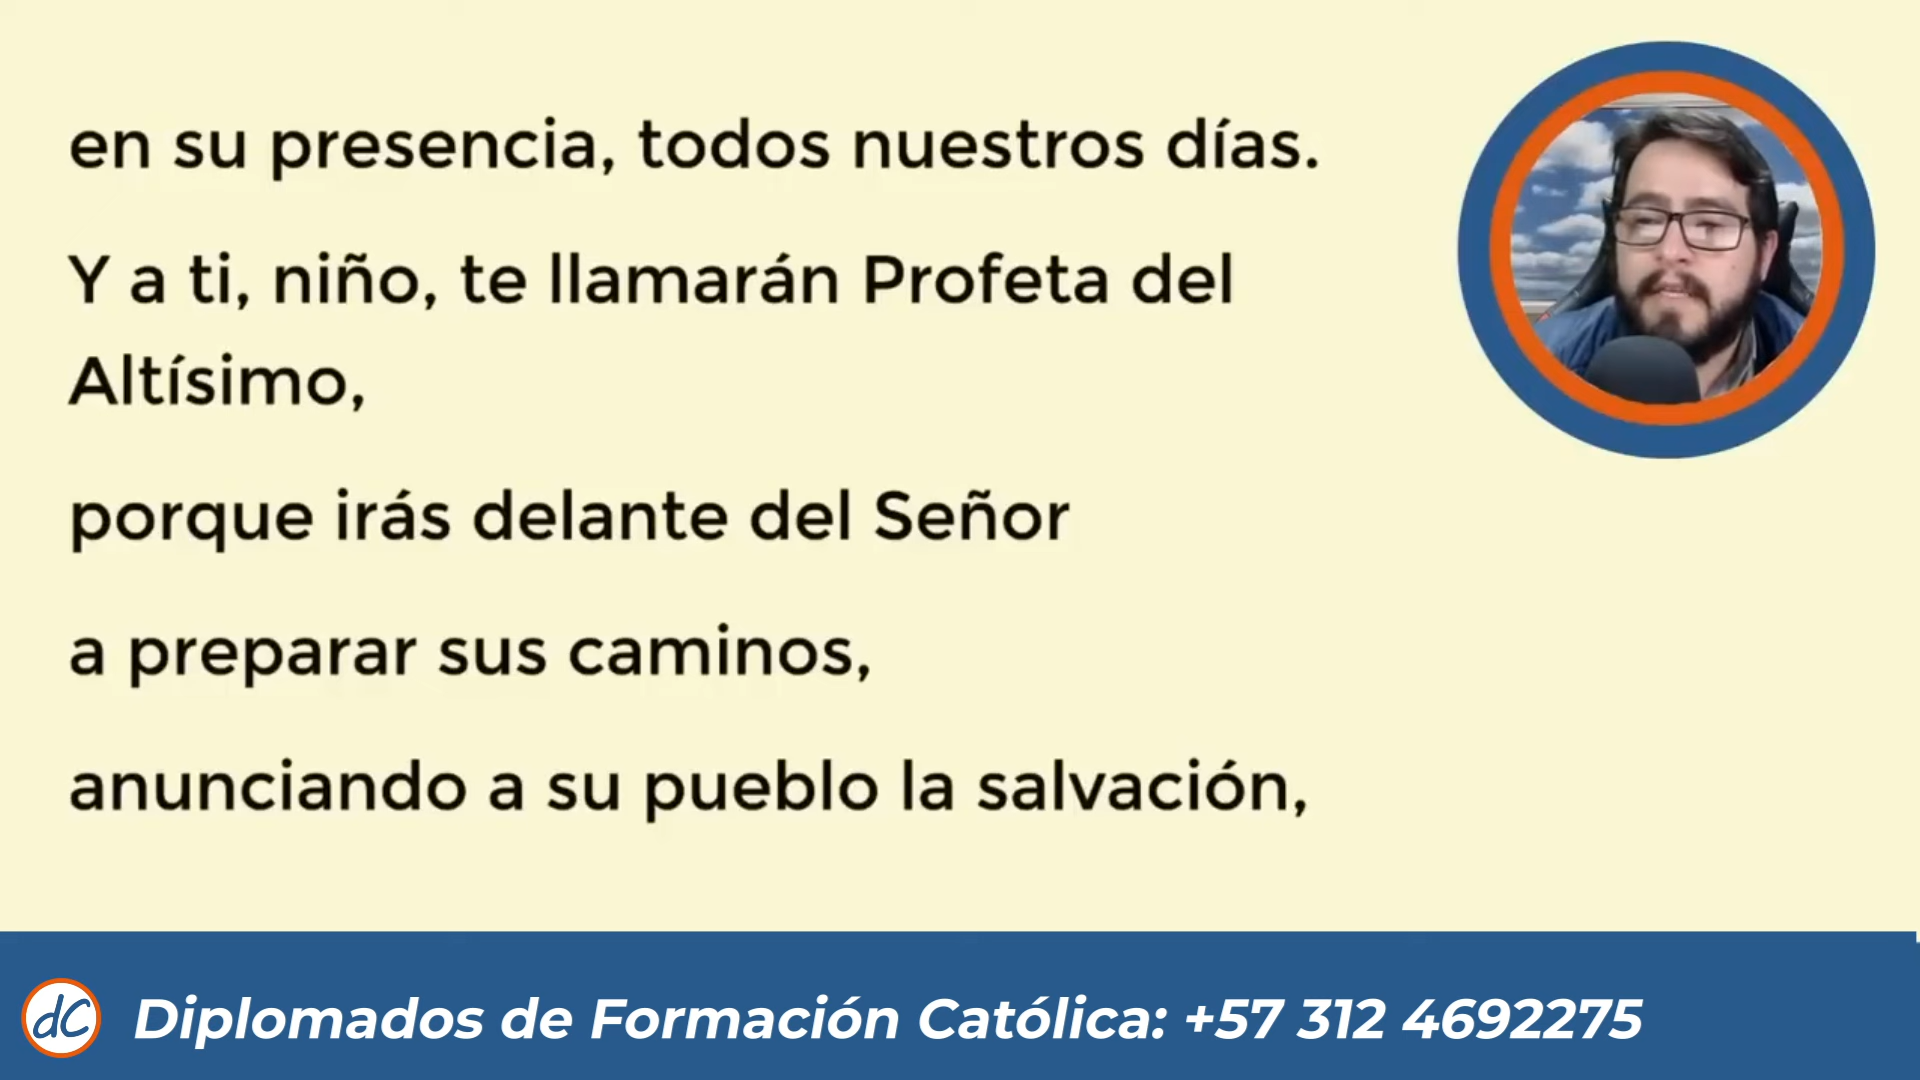 en su presencia, todos nuestros días.
Y a ti, niño, te llamarán Profeta del
Altísimo,
porque irás delante del Señor
a preparar sus caminos,
anunciando a su pueblo la salvación,
dC Diplomados de Formación Católica: +57 312 4692275